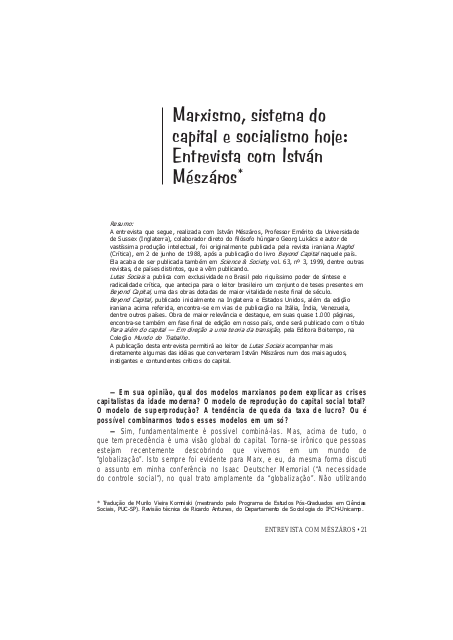 Marxismo, sistema do
capital e socialismo hoje:
Entrevista com István
Mészáros*
Resumo:
A entrevista que segue, realizada com István Mészáros, Professor Emérito da Universidade
de Sussex (Inglaterra), colaborador direto do filósofo húngaro Georg Lukács e autor de
vastíssima produção intelectual, foi originalmente publicada pela revista iraniana Naghd
(Crítica), em 2 de junho de 1988, após a publicação do livro Beyond Capital naquele país.
Ela acaba de ser publicada também em Science & Society, vol. 63, nº 3, 1999, dentre outras
revistas, de países distintos, que a vêm publicando.
Lutas Sociais a publica com exclusividade no Brasil pelo riquíssimo poder de síntese e
radicalidade crítica, que antecipa para o leitor brasileiro um conjunto de teses presentes em
Beyond Capital, uma das obras dotadas de maior vitalidade neste final de século.
Beyond Capital, publicado inicialmente na Inglaterra e Estados Unidos, além da edição
iraniana acima referida, encontra-se em vias de publicação na Itália, Índia, Venezuela,
dentre outros países. Obra de maior relevância e destaque, em suas quase 1.000 páginas,
encontra-se também em fase final de edição em nosso país, onde será publicado com o título
Para além do capital — Em direção a uma teoria da transição, pela Editora Boitempo, na
Coleção Mundo do Trabalho.
A publicação desta entrevista permitirá ao leitor de Lutas Sociais acompanhar mais
diretamente algumas das idéias que converteram István Mészáros num dos mais agudos,
instigantes e contundentes críticos do capital.
— Em sua opinião, qual dos modelos marxianos podem explicar as crises
capitalistas da idade moderna? O modelo de reprodução do capital social total?
O modelo de superprodução? A tendência de queda da taxa de lucro? Ou é
possível combinarmos todos esses modelos em um só?
— Sim, fundamentalmente é possível combiná-las. Mas, acima de tudo, o
que tem precedência é uma visão global do capital. Torna-se irônico que pessoas
estejam recentemente descobrindo que vivemos em um mundo de
“globalização”. Isto sempre foi evidente para Marx, e eu, da mesma forma discuti
o assunto em minha conferência no Isaac Deutscher Memorial (“A necessidade
do controle social”), no qual trato amplamente da “globalização”. Não utilizando
* Tradução de Murilo Vieira Komniski (mestrando pelo Programa de Estudos Pós-Graduados em Ciências
Sociais, PUC-SP). Revisão técnica de Ricardo Antunes, do Departamento de Sociologia do IFCH-Unicamp.
ENTREVISTA COM MÉSZÁROS • 21